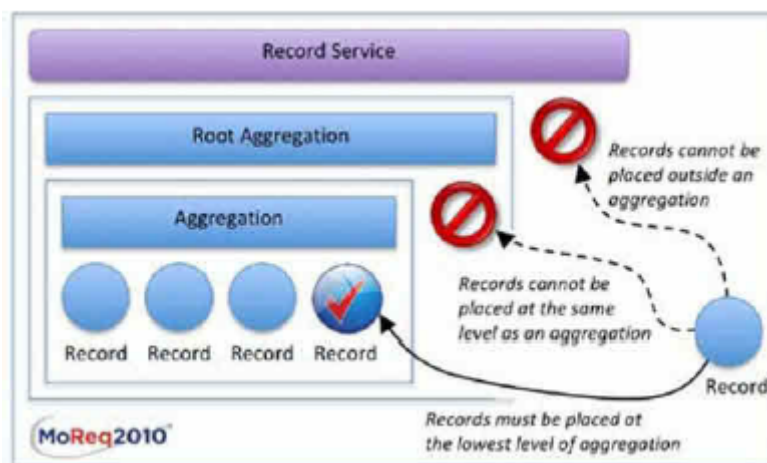 Record Service
Root Aggregation
Records cannot be
placed outside an
aggregation
Aggregation
Records cannot be
placed at the same
level as an aggregation
Record
Record
Record
Record
Record
Records must be placed at
the lowest level of aggregation
MoReq2010